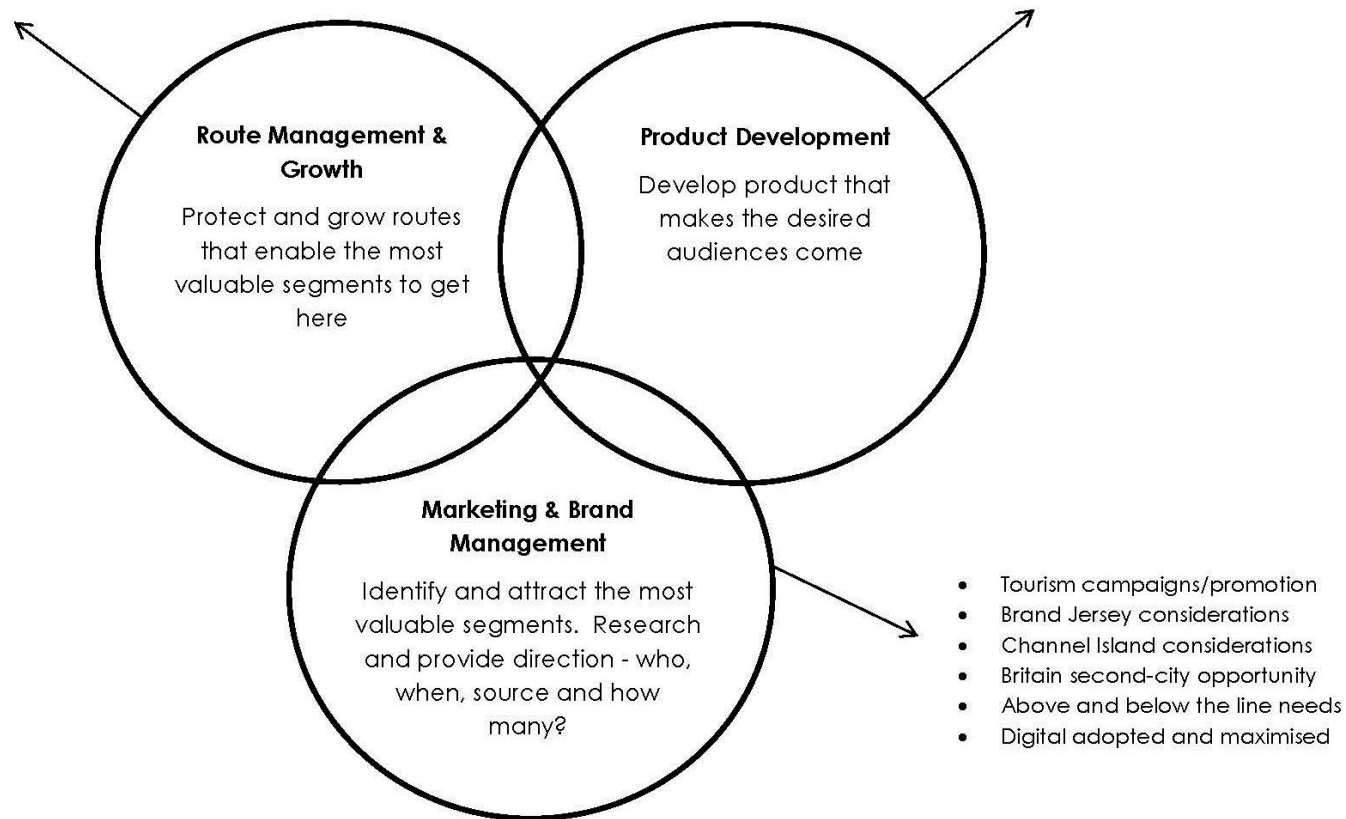 Route Management &
Growth
Protect and grow routes
that enable the most
valuable segments to get
here
Product Development
Develop product that
makes the desired
audiences come
Marketing & Brand
Management
Identify and attract the most
valuable segments.  Research
and provide direction - who,
when, source and how
many?
• Tourism campaigns/promotion
• Brand Jersey considerations
• Channel Island considerations
• Britain second-city opportunity
• Above and below the line needs
• Digital adopted and maximised